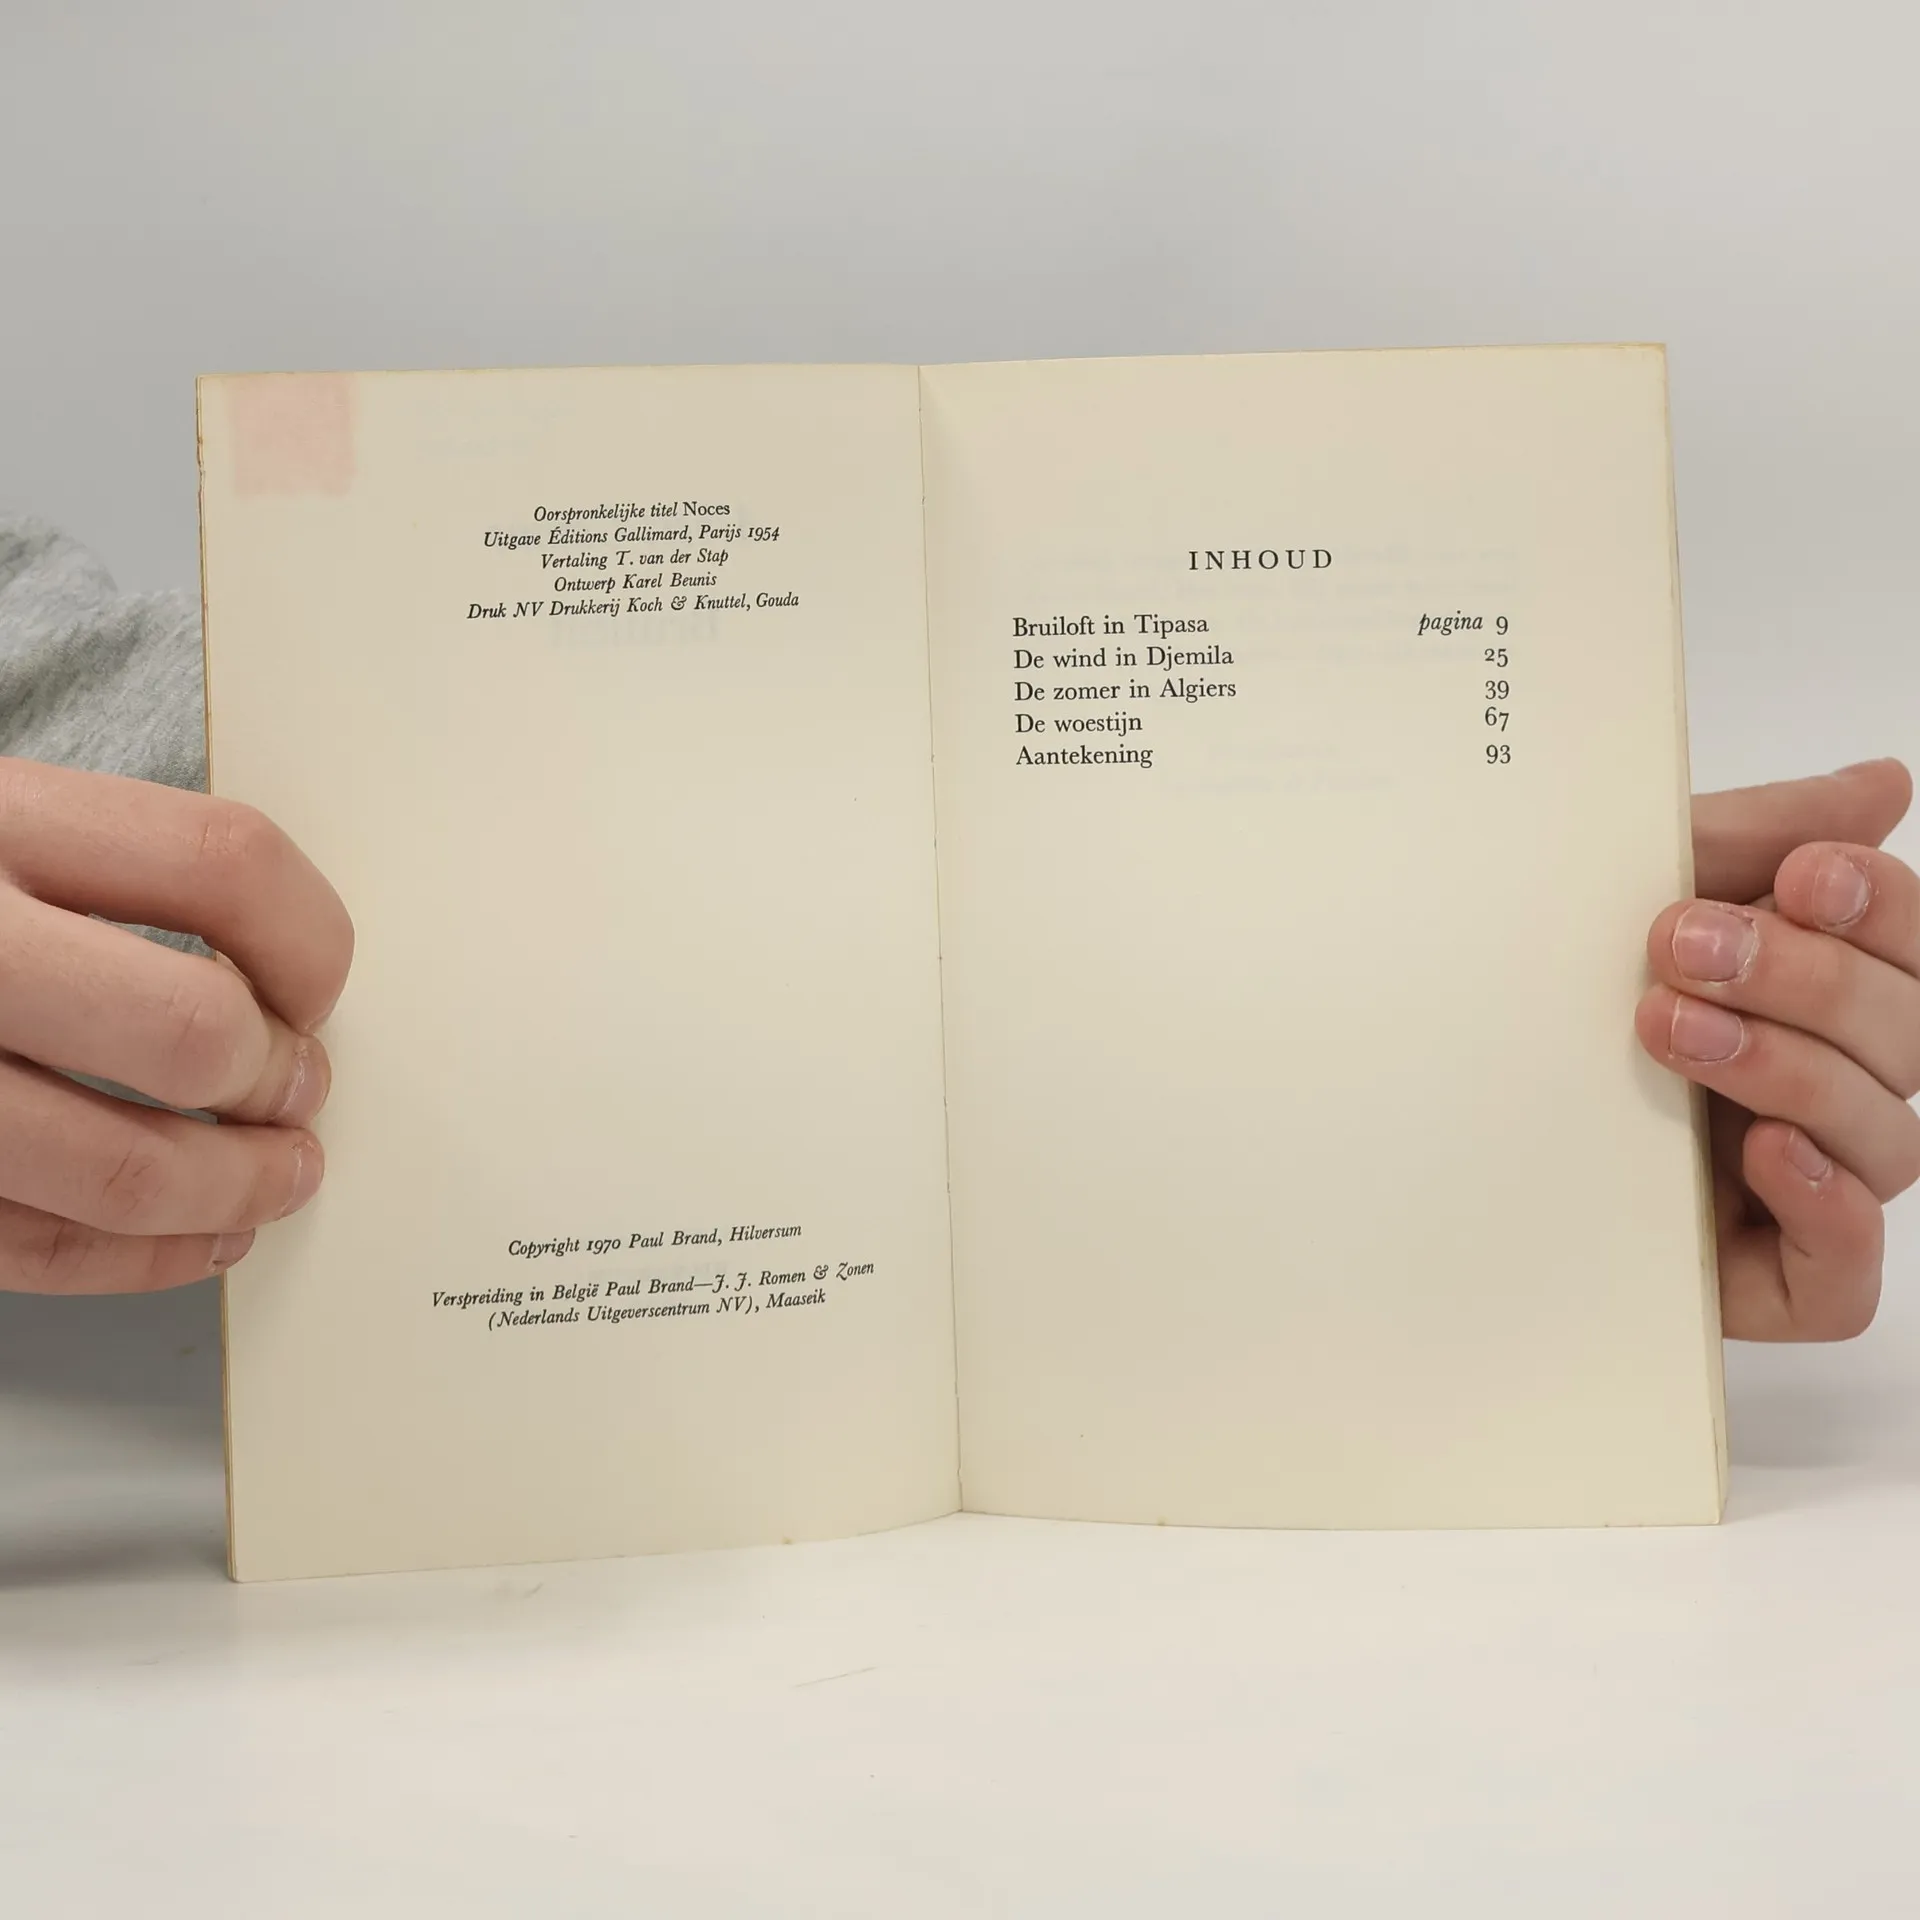 Oorspronkelijke titel Noces
Uitgave Éditions Gallimard, Parijs 1954
Vertaling T. van der Stap
Ontwerp Karel Beunis
Druk NV Drukkerij Koch & Knuttel, Gouda
Copyright 1970 Paul Brand, Hilversum
Verspreiding in België Paul Brand—J. J. Romen & Zonen
(Nederlands Uitgeverscentrum NV), Maaseik
INHOUD
Bruiloft in Tipasa pagina 9
De wind in Djemila 25
De zomer in Algiers 39
De woestijn 67
Aantekening 93